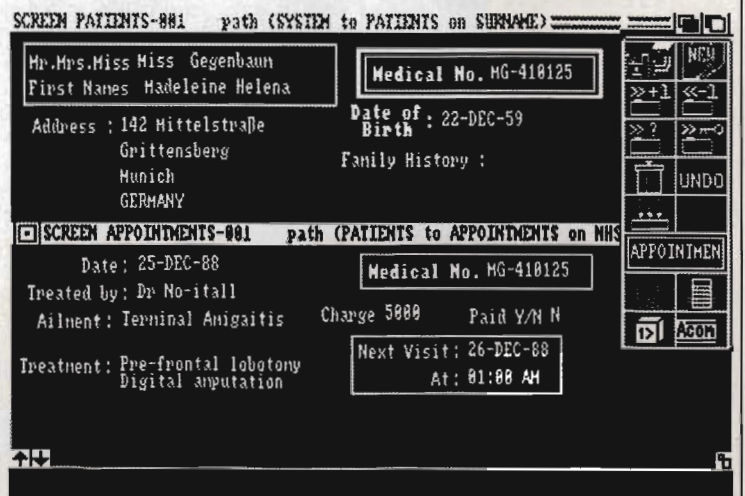 SCREEN PATIENTS-001 path (SYSTEM to PATIENTS on SURNAME)
Mr.Mrs.Miss Miss Gegenbaum
First Names Madeleine Helena
Medical No. MG-410125
Address : 142 Mittelstraße
Grittensberg
Munich
GERMANY
Date of Birth : 22-DEC-59
Family History :
NEW
»+1 «-1
» ?
UNDO
APPOINTMEN
1>
Acom
SCREEN APPOINTMENTS-001 path (PATIENTS to APPOINTMENTS on NHS
Date : 25-DEC-88
Medical No. MG-410125
Treated by: Dr No-itall
Ailment : Terminal Amigaitis
Charge 5000 Paid Y/N N
Treatment : Pre-frontal lobotomy
Digital amputation
Next Visit : 26-DEC-88
At : 01:00 AM